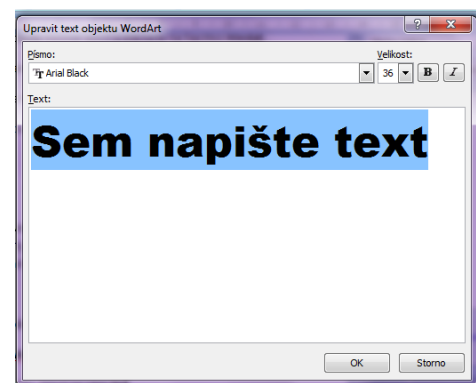 Upravit text objektu WordArt
Písmo:
Velikost:
Arial Black
36
B
I
Text:
Sem napište text
OK
Storno